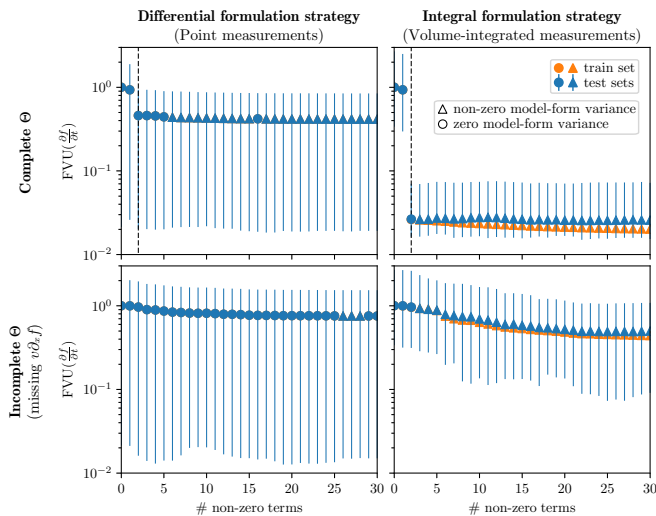 Differential formulation strategy
(Point measurements)
Integral formulation strategy
(Volume-integrated measurements)
Complete Θ
FVU(∂f/∂t)
10⁰
10⁻¹
10⁻²
train set
test sets
non-zero model-form variance
zero model-form variance
Incomplete Θ
(missing v∂ₓf)
FVU(∂f/∂t)
10⁰
10⁻¹
10⁻²
0 5 10 15 20 25 30
# non-zero terms
0 5 10 15 20 25 30
# non-zero terms